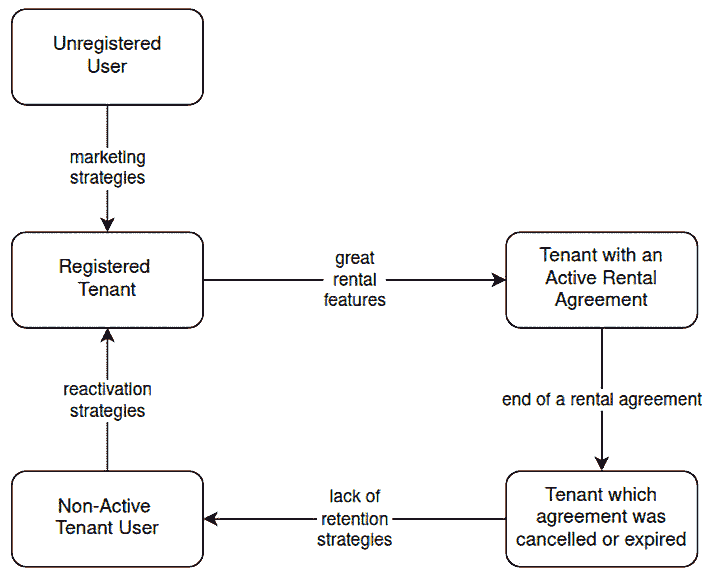 Unregistered
User
marketing
strategies
Registered
Tenant
great
rental
features
Tenant with an
Active Rental
Agreement
reactivation
strategies
end of a rental agreement
Non-Active
Tenant User
lack of
retention
strategies
Tenant which
agreement was
cancelled or expired